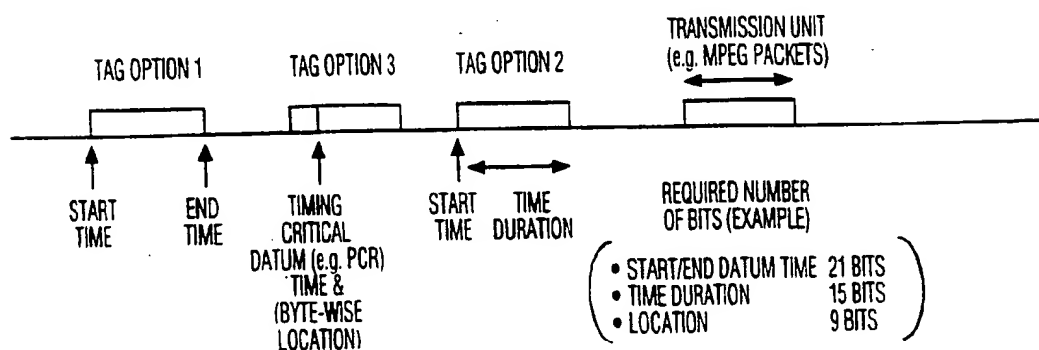 TRANSMISSION UNIT
(e.g. MPEG PACKETS)
TAG OPTION 1
TAG OPTION 3
TAG OPTION 2
START
TIME
END
TIME
TIMING
CRITICAL
DATUM (e.g. PCR)
TIME &
(BYTE-WISE
LOCATION)
START
TIME
TIME
DURATION
REQUIRED NUMBER
OF BITS (EXAMPLE)
• START/END DATUM TIME 21 BITS
• TIME DURATION 15 BITS
• LOCATION 9 BITS